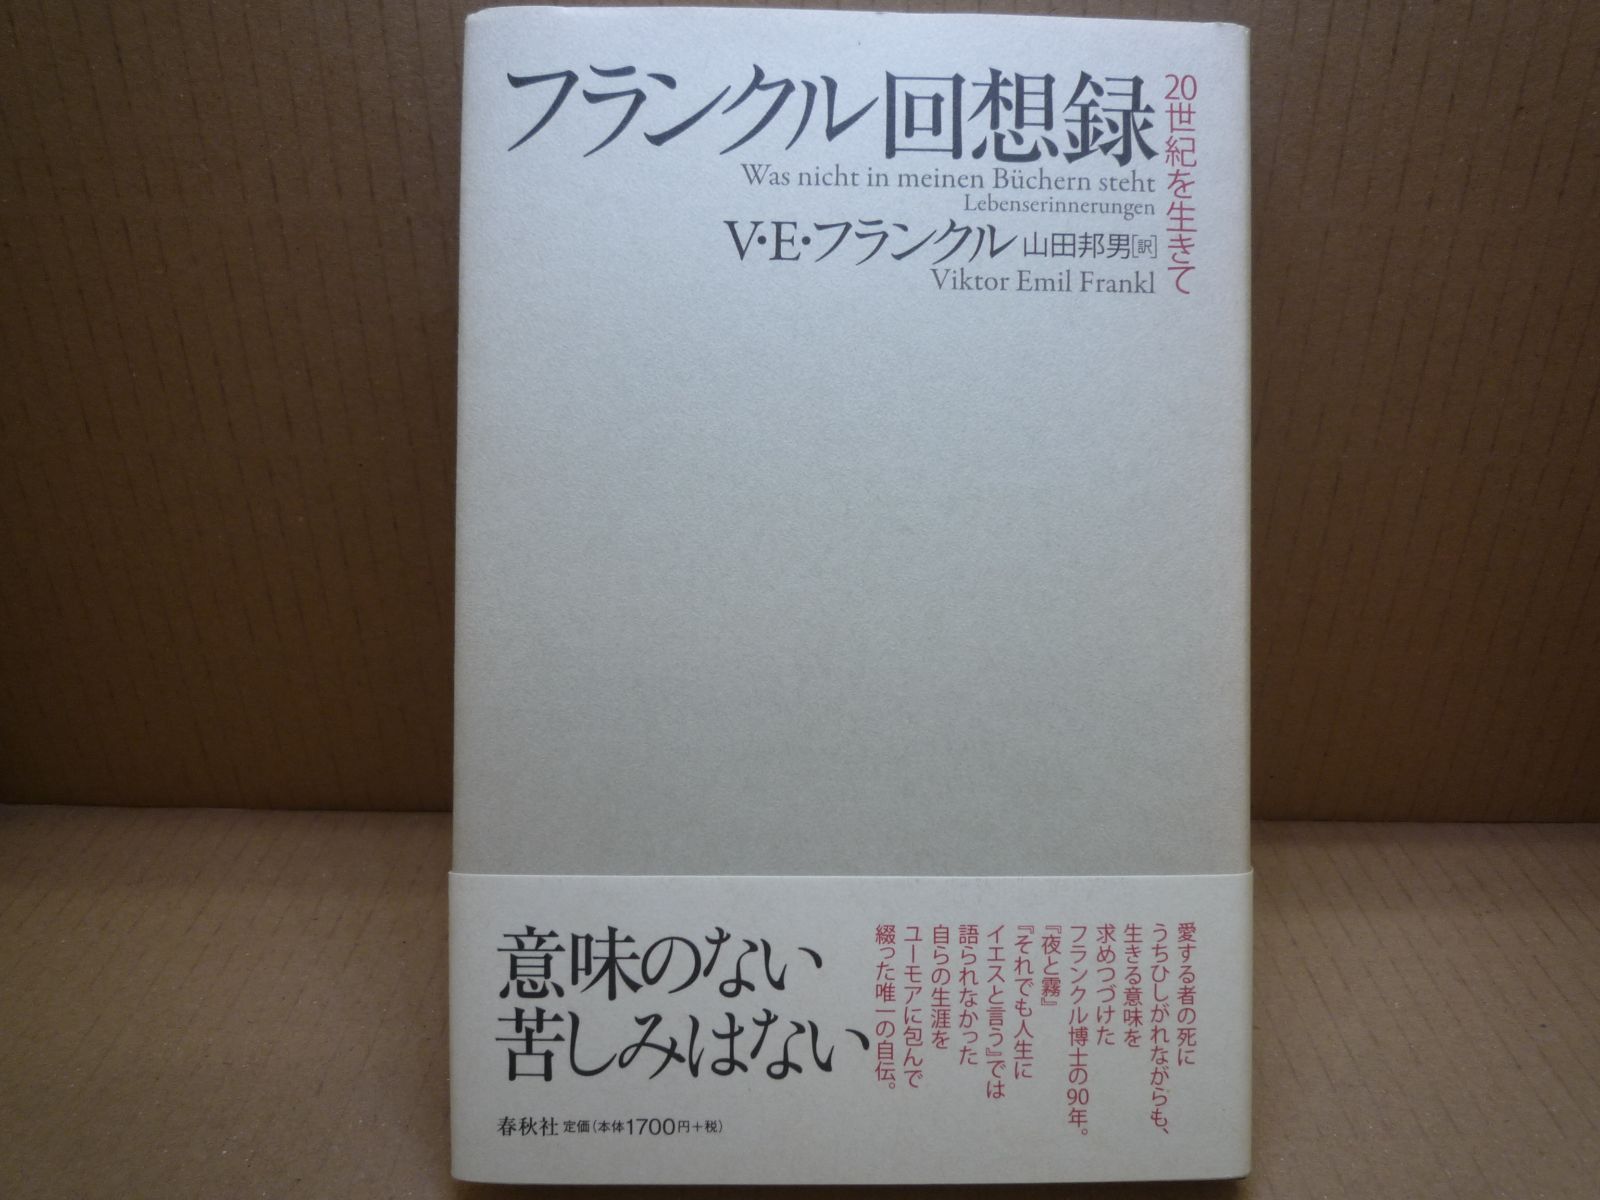 フランクル回想録
20世紀を生きて
Was nicht in meinen Büchern steht
Lebenserinnerungen
V・E・フランクル 山田邦男[訳]
Viktor Emil Frankl
意味のない
苦しみはない
愛する者の死に
うちひしがれながらも、
生きる意味を
求めつづけた
フランクル博士の90年。
『夜と霧』
『それでも人生に
イエスと言う』では
語られなかった
自らの生涯を
ユーモアに包んで
綴った唯一の自伝。
春秋社 定価(本体1700円+税)